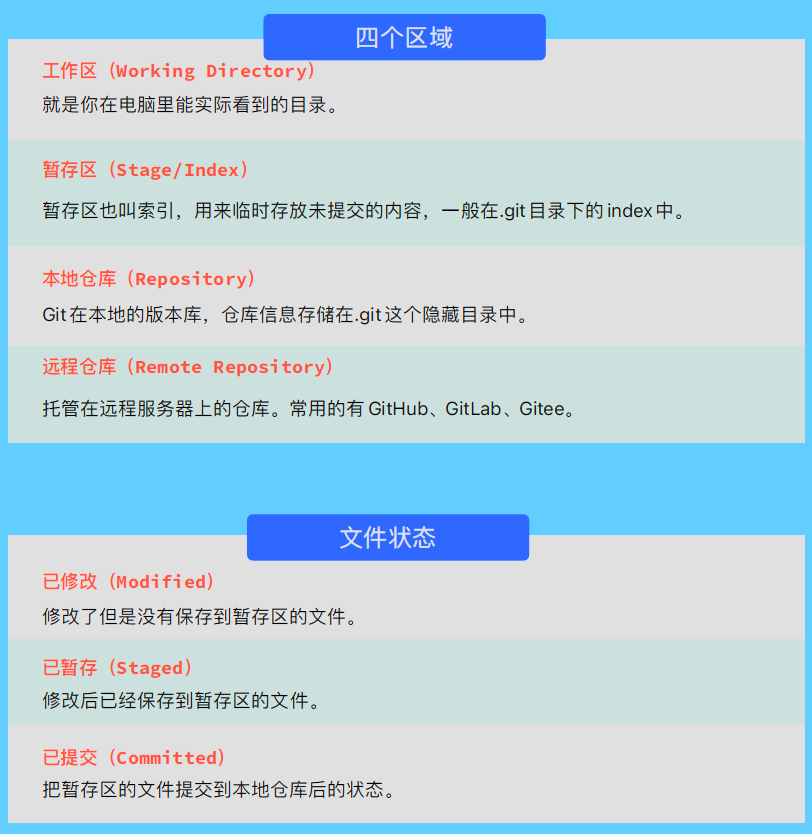 四个区域
工作区（Working Directory）
就是你在电脑里能实际看到的目录。
暂存区（Stage/Index）
暂存区也叫索引，用来临时存放未提交的内容，一般在.git目录下的index中。
本地仓库（Repository）
Git在本地的版本库，仓库信息存储在.git这个隐藏目录中。
远程仓库（Remote Repository）
托管在远程服务器上的仓库。常用的有GitHub、GitLab、Gitee。
文件状态
已修改（Modified）
修改了但是没有保存到暂存区的文件。
已暂存（Staged）
修改后已经保存到暂存区的文件。
已提交（Committed）
把暂存区的文件提交到本地仓库后的状态。